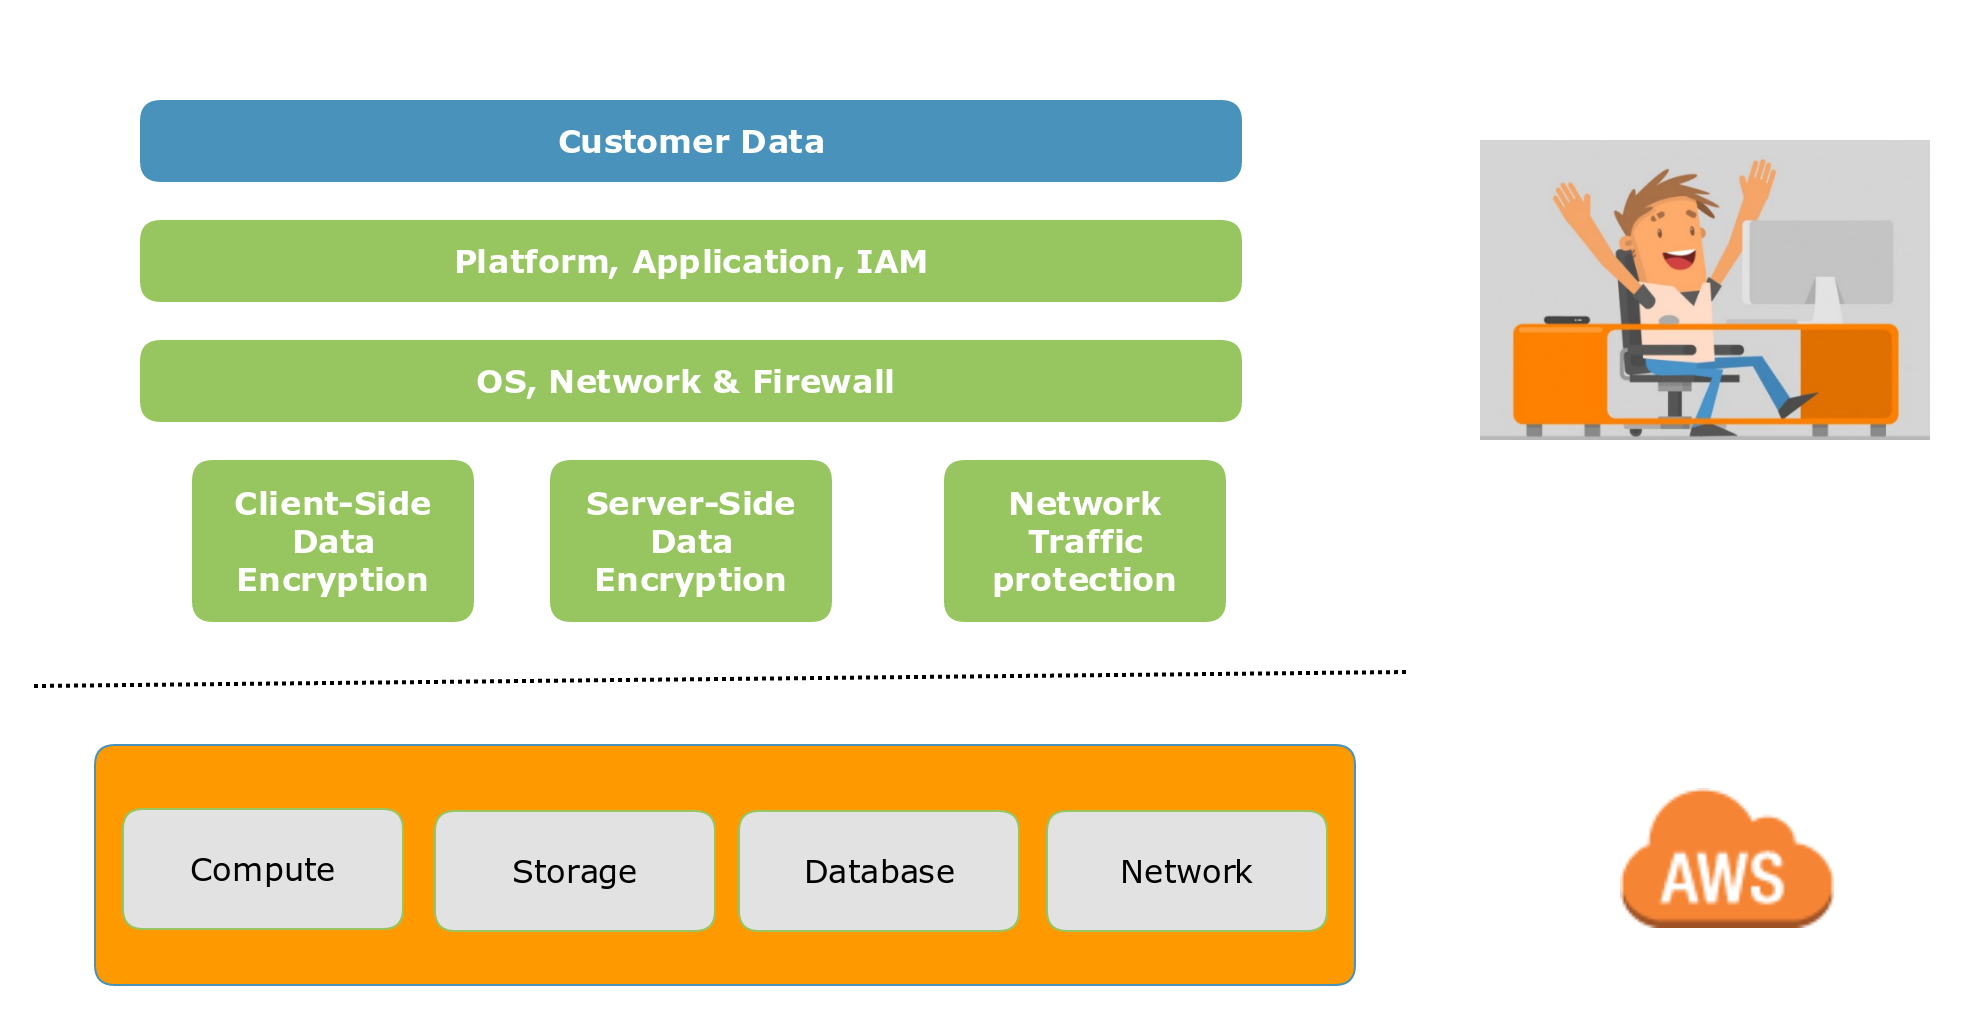 Customer Data
Platform, Application, IAM
OS, Network & Firewall
Client-Side
Data
Encryption
Server-Side
Data
Encryption
Network
Traffic
protection
Compute
Storage
Database
Network
AWS